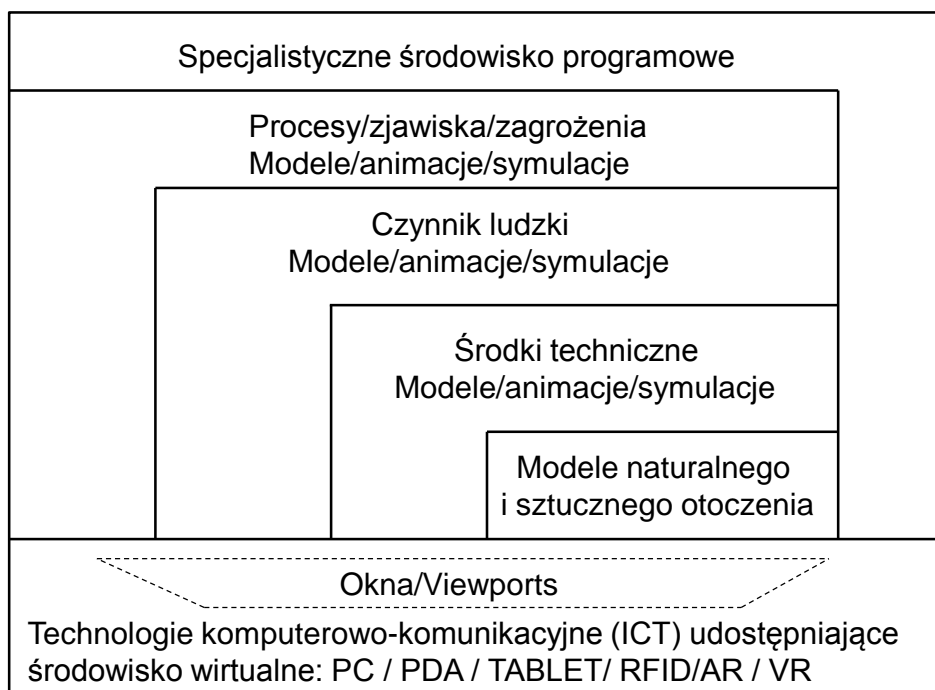 Specjalistyczne środowisko programowe
Procesy/zjawiska/zagrożenia
Modele/animacje/symulacje
Czynnik ludzki
Modele/animacje/symulacje
Środki techniczne
Modele/animacje/symulacje
Modele naturalnego
i sztucznego otoczenia
Okna/Viewports
Technologie komputerowo-komunikacyjne (ICT) udostępniające
środowisko wirtualne: PC / PDA / TABLET/ RFID/AR / VR